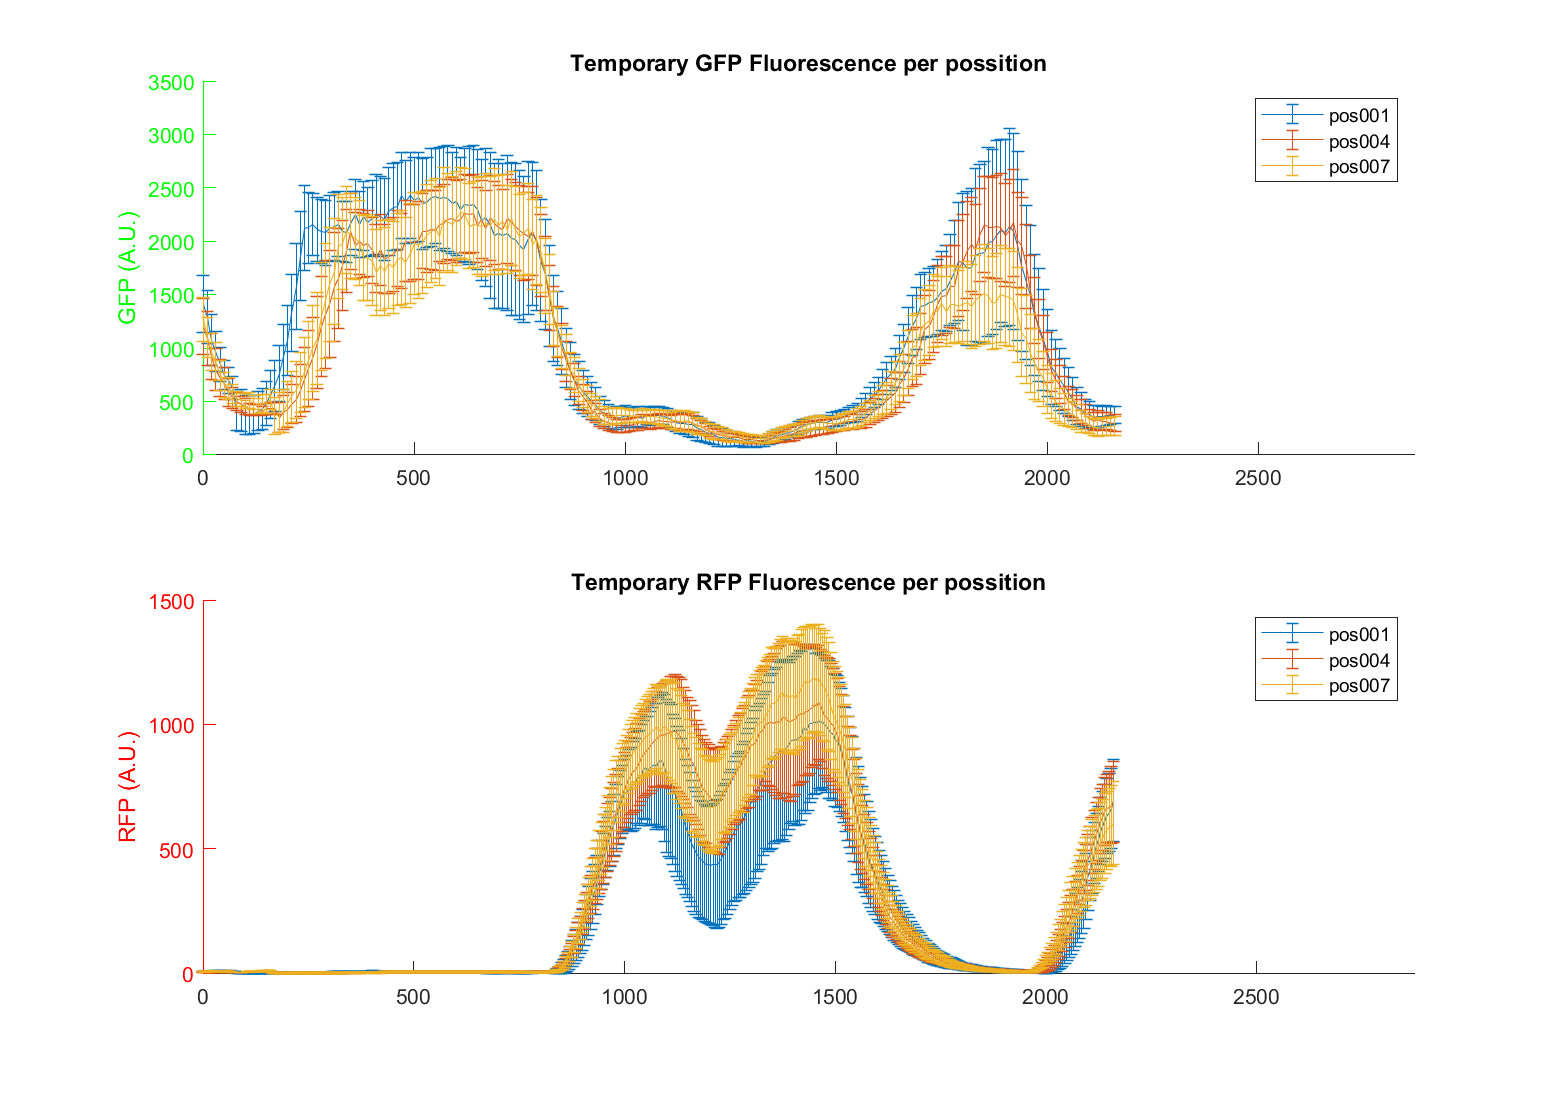 Temporary GFP Fluorescence per possition
3500
3000
2500
2000
1500
1000
500
0
GFP (A.U.)
0 500 1000 1500 2000 2500
pos001
pos004
pos007
Temporary RFP Fluorescence per possition
1500
1000
500
0
RFP (A.U.)
0 500 1000 1500 2000 2500
pos001
pos004
pos007